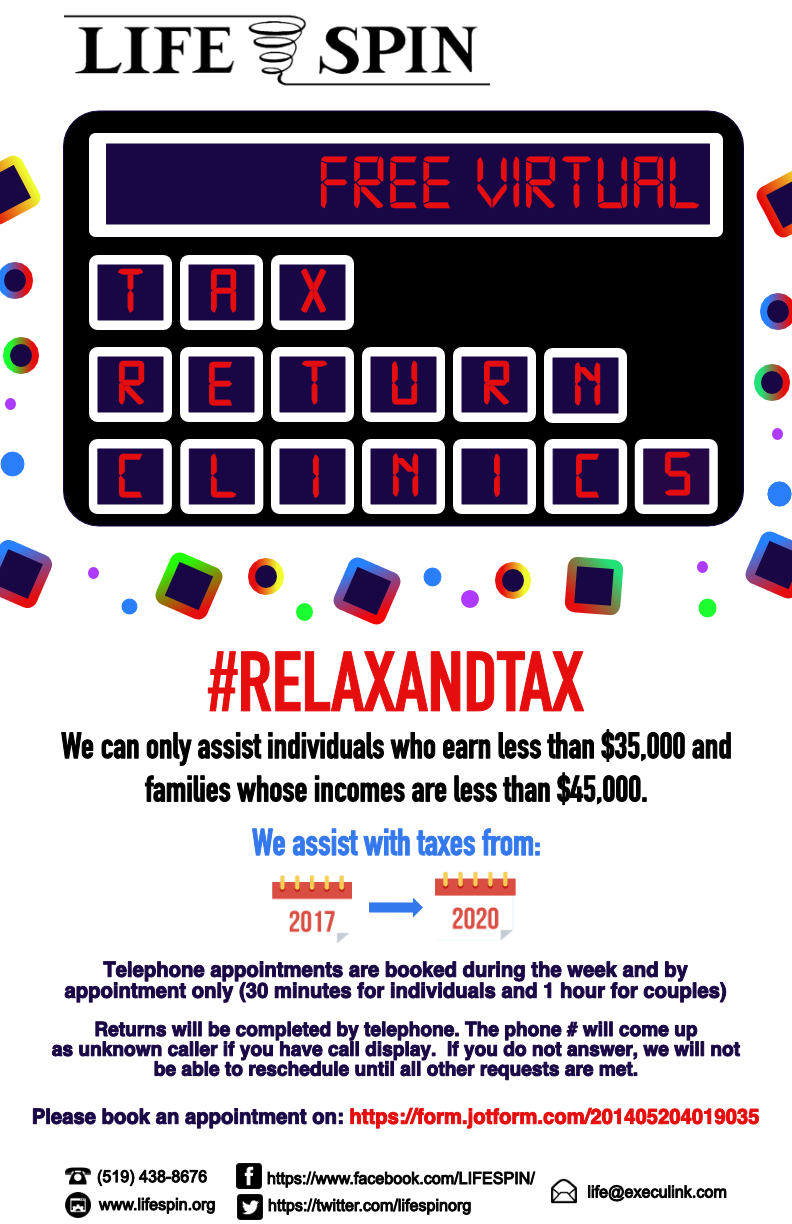 LIFE SPIN
FREE VIRTUAL
TAX
RETURN
CLINICS
#RELAXANDTAX
We can only assist individuals who earn less than $35,000 and
families whose incomes are less than $45,000.
We assist with taxes from:
2017 2020
Telephone appointments are booked during the week and by
appointment only (30 minutes for individuals and 1 hour for couples)
Returns will be completed by telephone. The phone # will come up
as unknown caller if you have call display. If you do not answer, we will not
be able to reschedule until all other requests are met.
Please book an appointment on: https://form.jotform.com/201405204019035
(519) 438-8676 https://www.facebook.com/LIFESPIN/
www.lifespin.org https://twitter.com/lifespinorg life@execulink.com